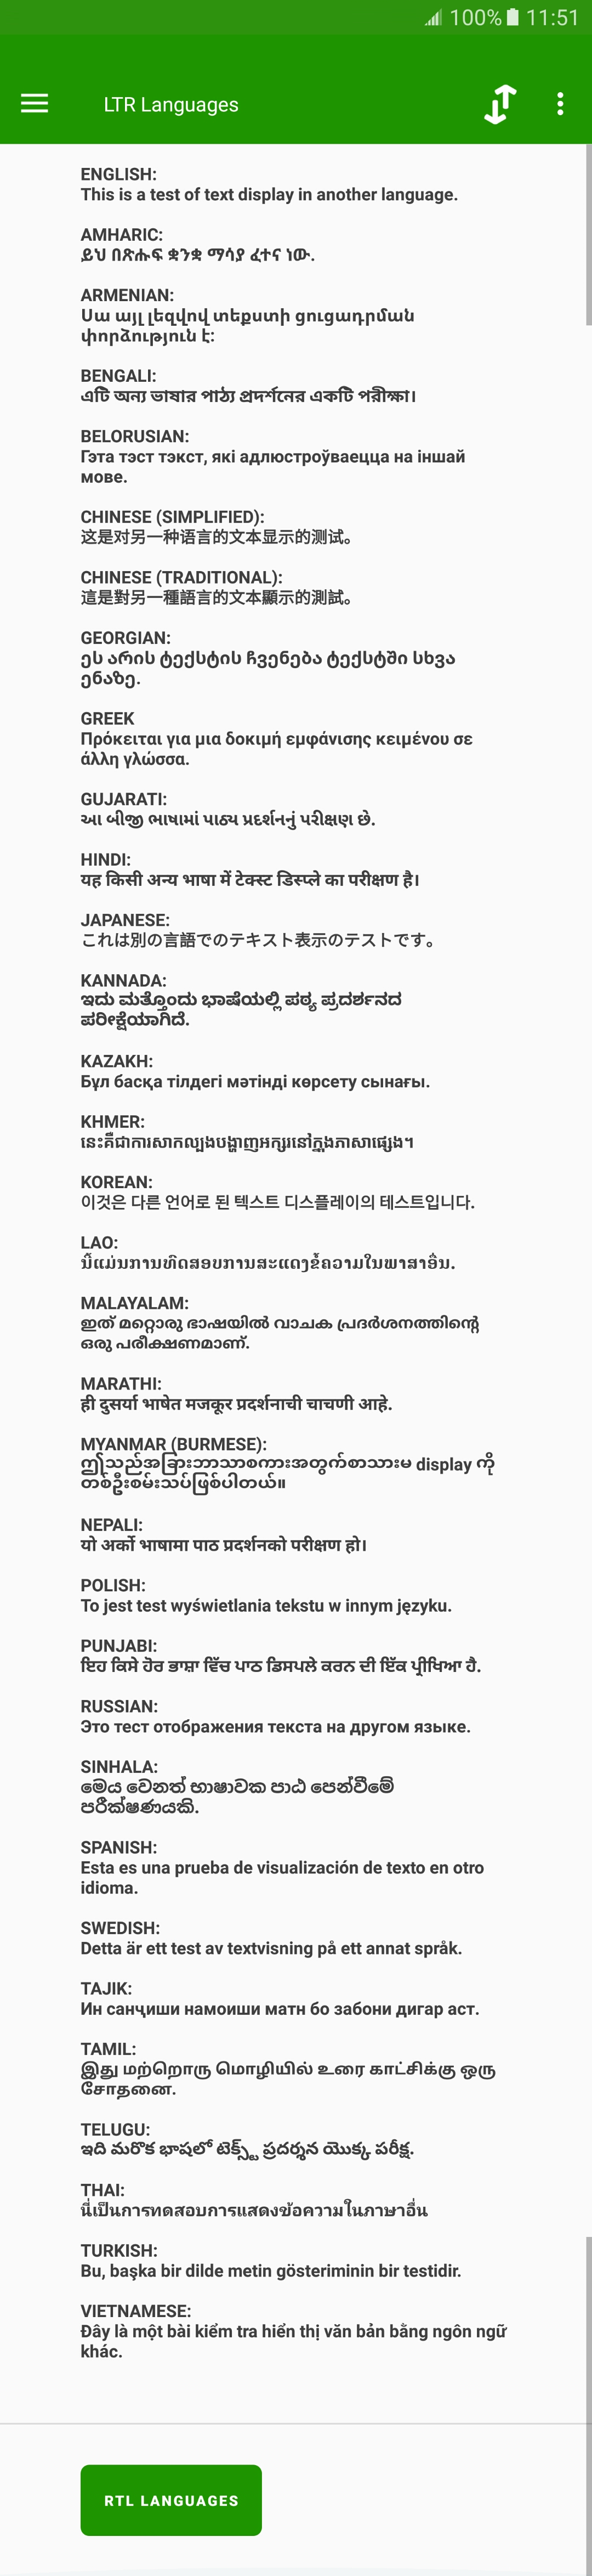 100% 11:51
LTR Languages
ENGLISH:
This is a test of text display in another language.
AMHARIC:
ይህ በጽሑፍ ቋንቋ ማሳያ ፈተና ነው.
ARMENIAN:
Սա այլ լեզվով տեքստի ցուցադրման
փորձություն է:
BENGALI:
এটি অন্য ভাষার পাঠ্য প্রদর্শনের একটি পরীক্ষা।
BELORUSIAN:
Гэта тэст тэкст, які адлюстроўваецца на іншай
мове.
CHINESE (SIMPLIFIED):
这是对另一种语言的文本显示的测试。
CHINESE (TRADITIONAL):
這是對另一種語言的文本顯示的測試。
GEORGIAN:
ეს არის ტექსტის ჩვენება ტექსტში სხვა
ენაზე.
GREEK
Πρόκειται για μια δοκιμή εμφάνισης κειμένου σε
άλλη γλώσσα.
GUJARATI:
આ બીજી ભાષામાં પાઠ્ય પ્રદર્શનનું પરીક્ષણ છે.
HINDI:
यह किसी अन्य भाषा में टेक्स्ट डिस्प्ले का परीक्षण है।
JAPANESE:
これは別の言語でのテキスト表示のテストです。
KANNADA:
ಇದು ಮತ್ತೊಂದು ಭಾಷೆಯಲ್ಲಿ ಪಠ್ಯ ಪ್ರದರ್ಶನದ
ಪರೀಕ್ಷೆಯಾಗಿದೆ.
KAZAKH:
Бұл басқа тілдегі мәтінді көрсету сынағы.
KHMER:
នេះគឺជាការសាកល្បងបង្ហាញអក្សរនៅក្នុងភាសាផ្សេង។
KOREAN:
이것은 다른 언어로 된 텍스트 디스플레이의 테스트입니다.
LAO:
ນີ້ແມ່ນການທົດສອບການສະແດງຂໍ້ຄວາມໃນພາສາອື່ນ.
MALAYALAM:
ഇത് മറ്റൊരു ഭാഷയിൽ വാചക പ്രദർശനത്തിന്റെ
ഒരു പരീക്ഷണമാണ്.
MARATHI:
ही दुसर्या भाषेत मजकूर प्रदर्शनाची चाचणी आहे.
MYANMAR (BURMESE):
ဤသည်အခြားဘာသာစကားအတွက်စာသားမ display ကို
တစ်ဦးစမ်းသပ်ဖြစ်ပါတယ်။
NEPALI:
यो अर्को भाषामा पाठ प्रदर्शनको परीक्षण हो।
POLISH:
To jest test wyświetlania tekstu w innym języku.
PUNJABI:
ਇਹ ਕਿਸੇ ਹੋਰ ਭਾਸ਼ਾ ਵਿੱਚ ਪਾਠ ਡਿਸਪਲੇ ਕਰਨ ਦੀ ਇੱਕ ਪ੍ਰੀਖਿਆ ਹੈ.
RUSSIAN:
Это тест отображения текста на другом языке.
SINHALA:
මෙය වෙනත් භාෂාවක පාඨ පෙන්වීමේ
පරීක්ෂණයකි.
SPANISH:
Esta es una prueba de visualización de texto en otro
idioma.
SWEDISH:
Detta är ett test av textvisning på ett annat språk.
TAJIK:
Ин санҷиши намоиши матн бо забони дигар аст.
TAMIL:
இது மற்றொரு மொழியில் உரை காட்சிக்கு ஒரு
சோதனை.
TELUGU:
ఇది మరొక భాషలో టెక్స్ట్ ప్రదర్శన యొక్క పరీక్ష.
THAI:
นี่เป็นการทดสอบการแสดงข้อความในภาษาอื่น
TURKISH:
Bu, başka bir dilde metin gösteriminin bir testidir.
VIETNAMESE:
Đây là một bài kiểm tra hiển thị văn bản bằng ngôn ngữ
khác.
RTL LANGUAGES